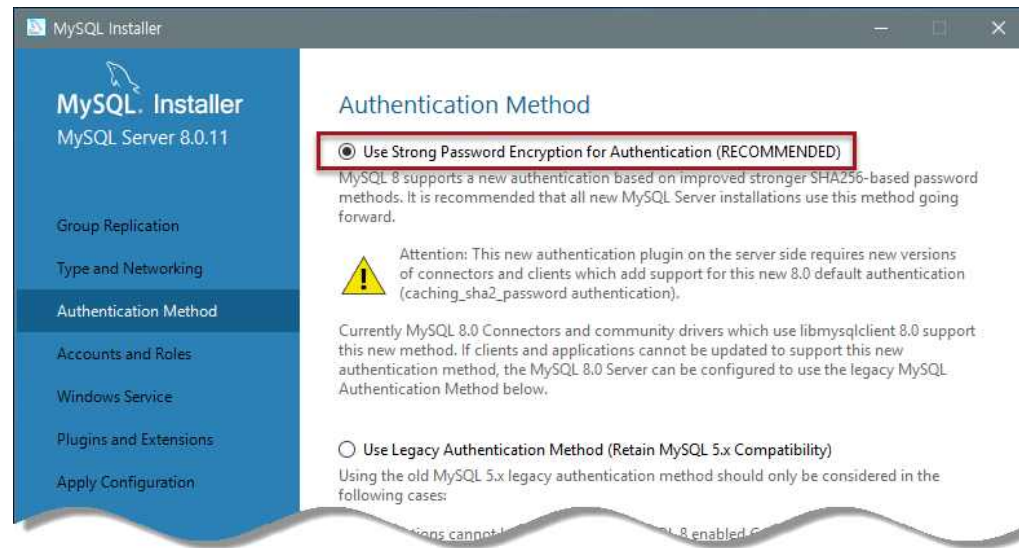 MySQL Installer
MySQL. Installer
MySQL Server 8.0.11
Group Replication
Type and Networking
Authentication Method
Accounts and Roles
Windows Service
Plugins and Extensions
Apply Configuration
Authentication Method
Use Strong Password Encryption for Authentication (RECOMMENDED)
MySQL 8 supports a new authentication based on improved stronger SHA256-based password
methods. It is recommended that all new MySQL Server installations use this method going
forward.
Attention: This new authentication plugin on the server side requires new versions
of connectors and clients which add support for this new 8.0 default authentication
(caching_sha2_password authentication).
Currently MySQL 8.0 Connectors and community drivers which use libmysqlclient 8.0 support
this new method. If clients and applications cannot be updated to support this new
authentication method, the MySQL 8.0 Server can be configured to use the legacy MySQL
Authentication Method below.
Use Legacy Authentication Method (Retain MySQL 5.x Compatibility)
Using the old MySQL 5.x legacy authentication method should only be considered in the
following cases:
8 enabled